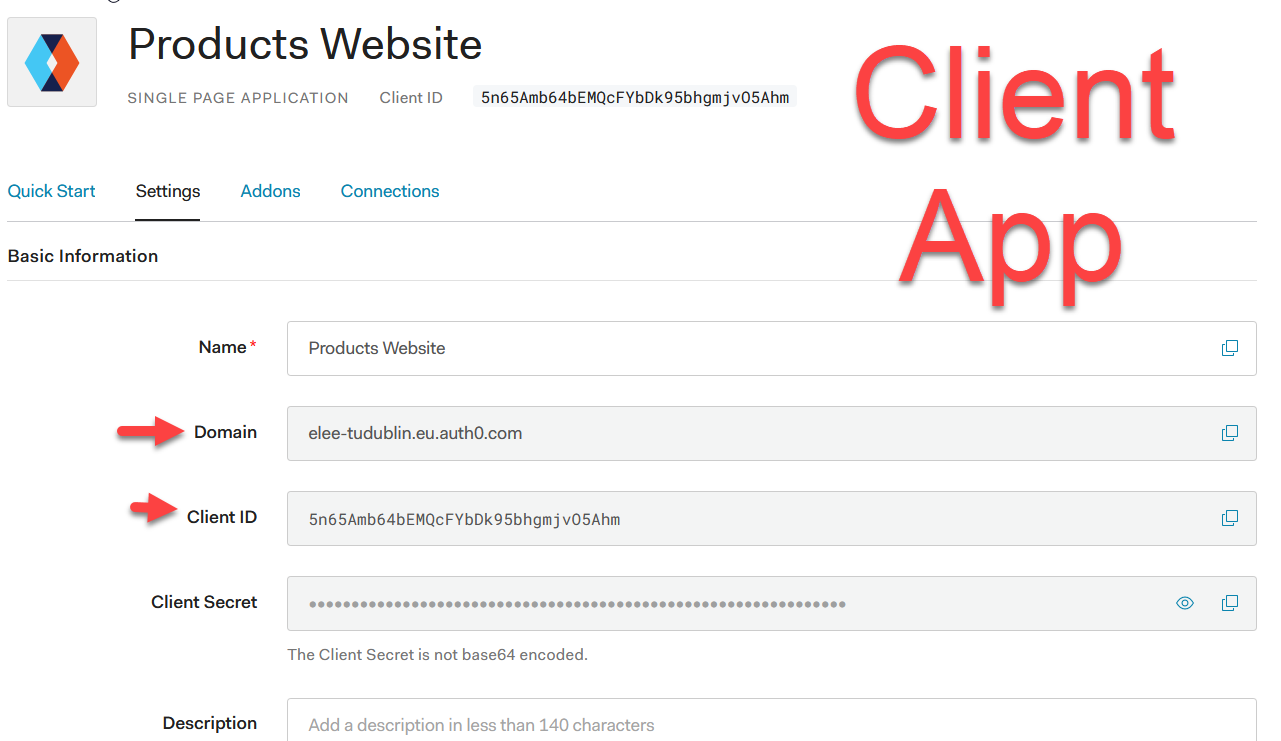 Products Website
SINGLE PAGE APPLICATION Client ID 5n65Amb64bEMQcFYbDk95bhgmjvO5Ahm
Client
App
Quick Start Settings Addons Connections
Basic Information
Name *
Products Website
Domain
elee-tudublin.eu.auth0.com
Client ID
5n65Amb64bEMQcFYbDk95bhgmjvO5Ahm
Client Secret
••••••••••••••••••••••••••••••••••••••••••••••••••••••••••••••••
The Client Secret is not base64 encoded.
Description
Add a description in less than 140 characters